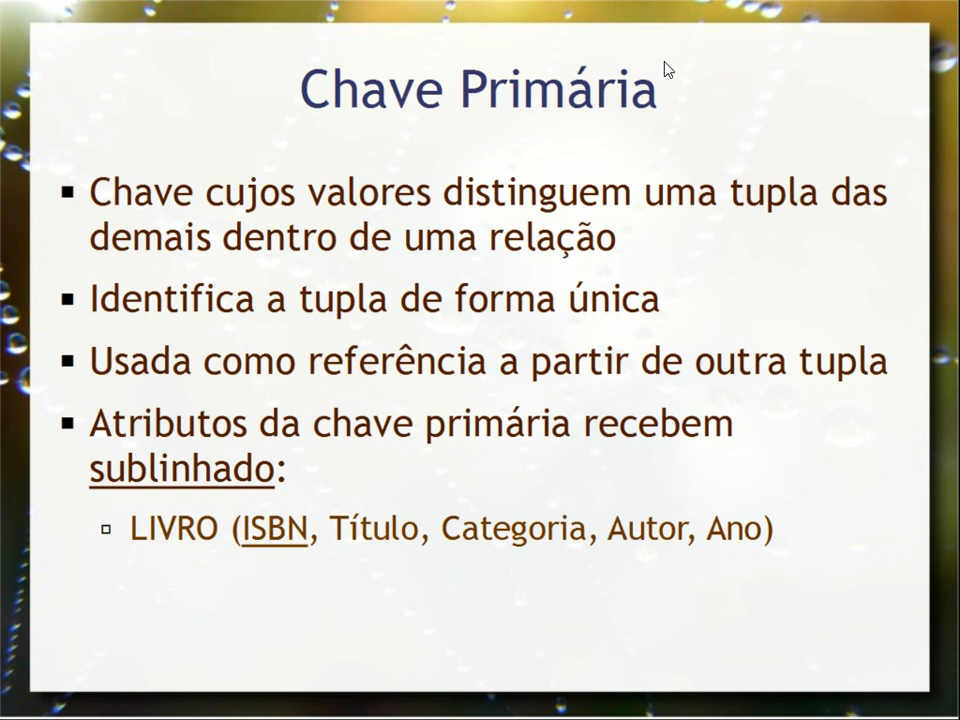 Chave Primária
Chave cujos valores distinguem uma tupla das
demais dentro de uma relação
Identifica a tupla de forma única
Usada como referência a partir de outra tupla
Atributos da chave primária recebem
sublinhado:
LIVRO (ISBN, Título, Categoria, Autor, Ano)